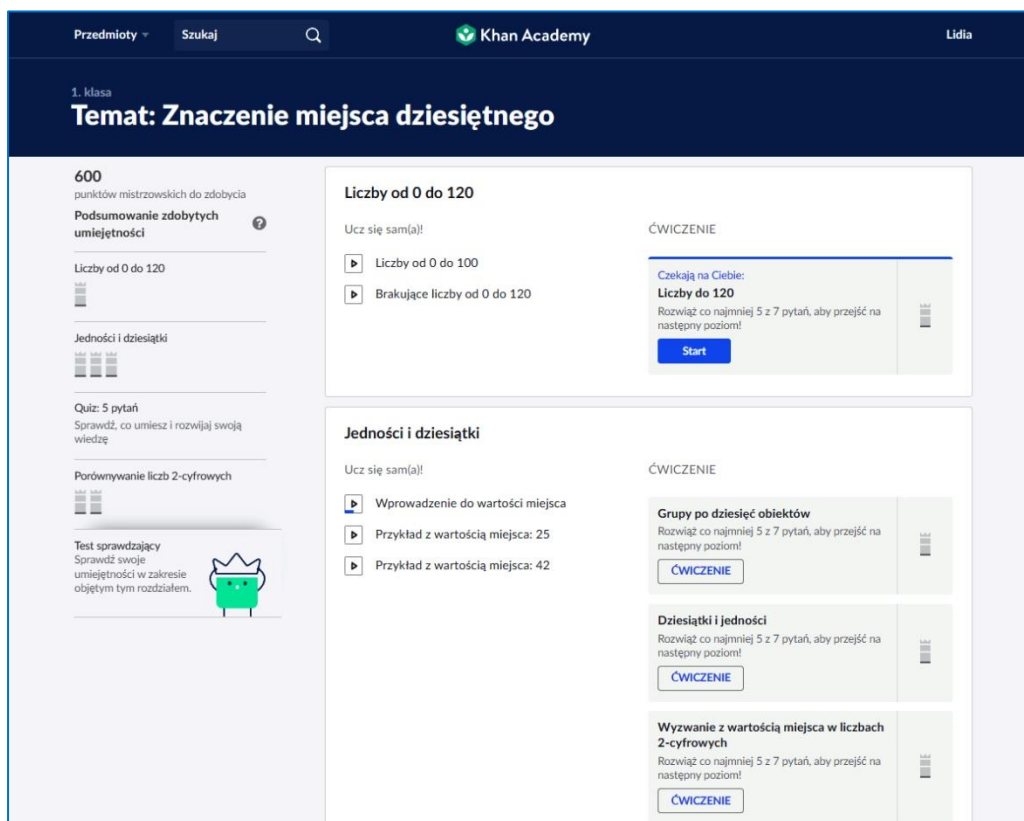 Przedmioty
Szukaj
Khan Academy
Lidia
1. klasa
Temat: Znaczenie miejsca dziesiętnego
600
punktów mistrzowskich do zdobycia
Podsumowanie zdobytych
umiejętności
?
Liczby od 0 do 120
Jedności i dziesiątki
Quiz: 5 pytań
Sprawdź, co umiesz i rozwijaj swoją
wiedzę
Porównywanie liczb 2-cyfrowych
Test sprawdzający
Sprawdź swoje
umiejętności w zakresie
objętym tym rozdziałem.
Liczby od 0 do 120
Ucz się sam(a)!
Liczby od 0 do 100
Brakujące liczby od 0 do 120
ĆWICZENIE
Czekają na Ciebie:
Liczby do 120
Rozwiąż co najmniej 5 z 7 pytań, aby przejść na
następny poziom!
Start
Jedności i dziesiątki
Ucz się sam(a)!
Wprowadzenie do wartości miejsca
Przykład z wartością miejsca: 25
Przykład z wartością miejsca: 42
ĆWICZENIE
Grupy po dziesięć obiektów
Rozwiąż co najmniej 5 z 7 pytań, aby przejść na
następny poziom!
ĆWICZENIE
Dziesiątki i jedności
Rozwiąż co najmniej 5 z 7 pytań, aby przejść na
następny poziom!
ĆWICZENIE
Wyzwanie z wartością miejsca w liczbach
2-cyfrowych
Rozwiąż co najmniej 5 z 7 pytań, aby przejść na
następny poziom!
ĆWICZENIE